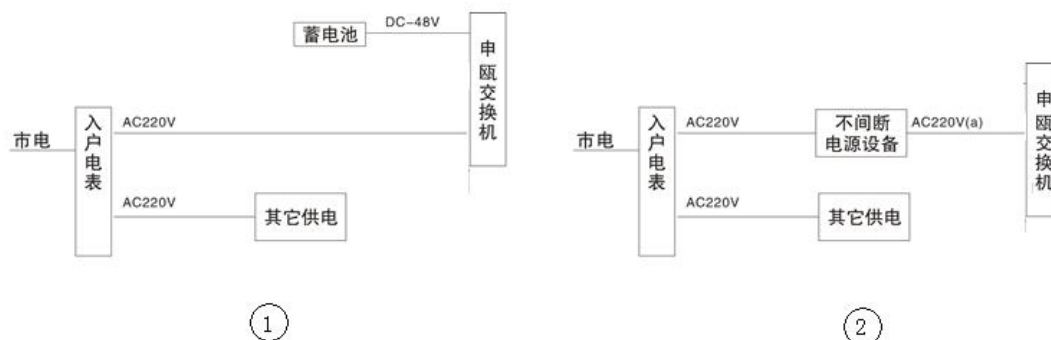 蓄电池
DC-48V
申瓯交换机
市电
入户电表
AC220V
AC220V
其它供电
①
市电
入户电表
AC220V
不间断
电源设备
AC220V(a)
申瓯交换机
AC220V
其它供电
②